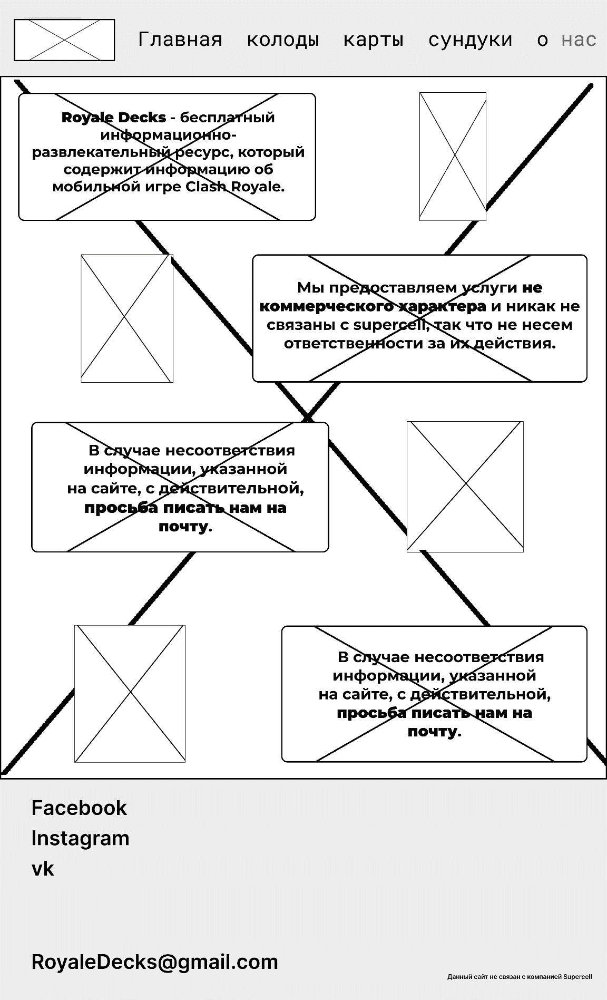 Главная колоды карты сундуки о нас
Royale Decks - бесплатный
информационно-
развлекательный ресурс, который
содержит информацию об
мобильной игре Clash Royale.
Мы предоставляем услуги не
коммерческого характера и никак не
связаны с supercell, так что не несем
ответственности за их действия.
В случае несоответствия
информации, указанной
на сайте, с действительной,
просьба писать нам на
почту.
В случае несоответствия
информации, указанной
на сайте, с действительной,
просьба писать нам на
почту.
Facebook
Instagram
vk
RoyaleDecks@gmail.com
Данный сайт не связан с компанией Supercell